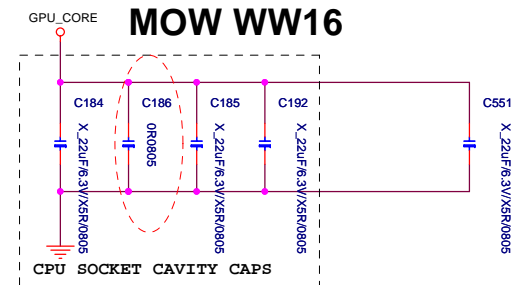 GPU_CORE
MOW WW16
C184
C186
C185
C192
C551
X_22uF/6.3V/X5R/0805
0R0805
X_22uF/6.3V/X5R/0805
X_22uF/6.3V/X5R/0805
X_22uF/6.3V/X5R/0805
CPU SOCKET CAVITY CAPS